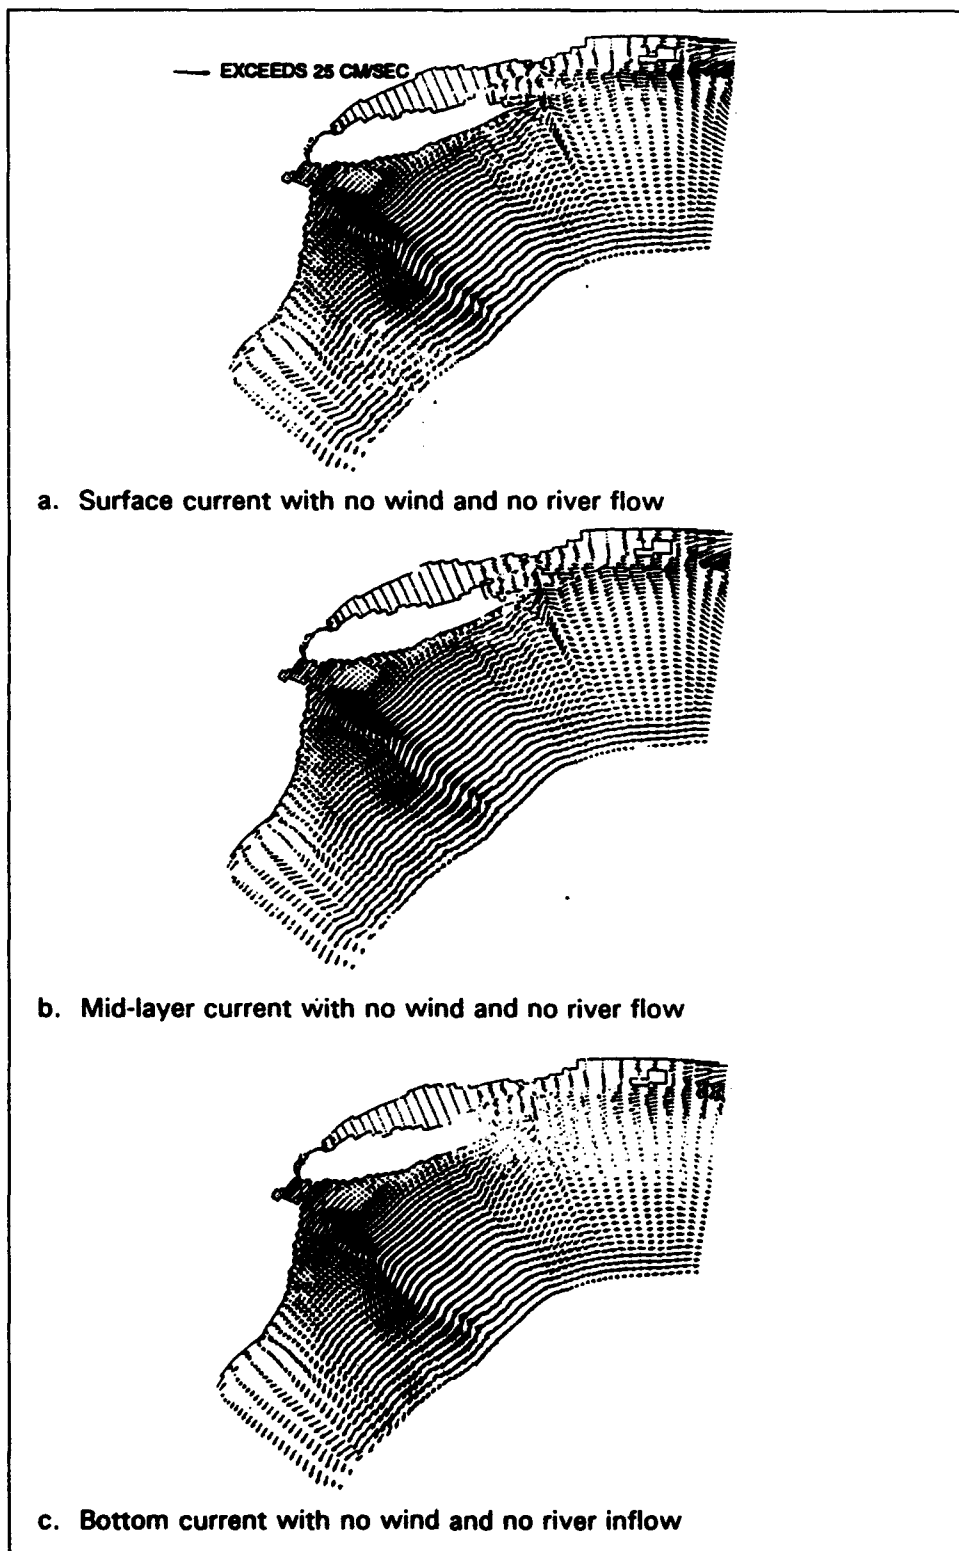 EXCEEDS 25 CM/SEC
a. Surface current with no wind and no river flow
b. Mid-layer current with no wind and no river flow
c. Bottom current with no wind and no river inflow